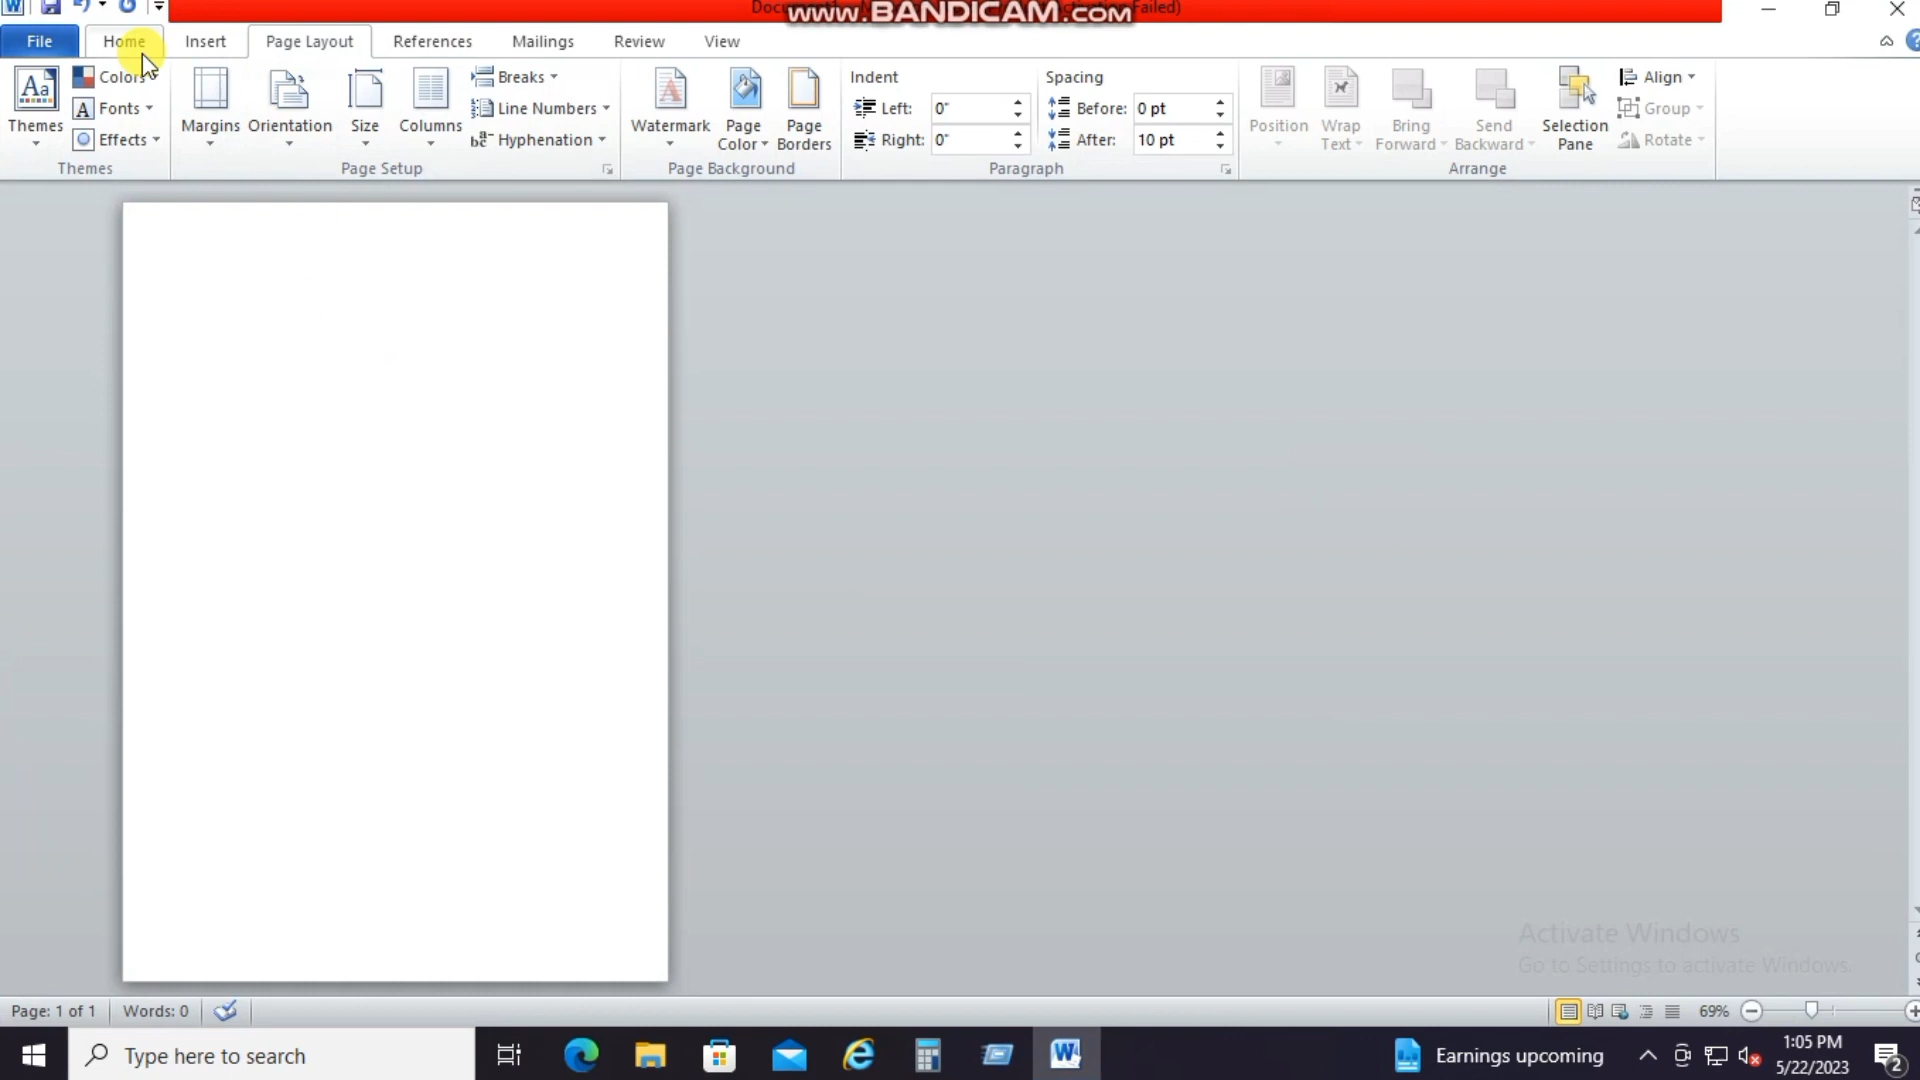 Activation Failed)
www.BANDICAM.com
File Home Insert Page Layout References Mailings Review View
Themes
Colors
Fonts
Effects
Themes
Margins
Orientation
Size
Columns
Breaks
Line Numbers
Hyphenation
Page Setup
Watermark
Page Color
Page Borders
Page Background
Indent
Left: 0"
Right: 0"
Spacing
Before: 0 pt
After: 10 pt
Paragraph
Position
Wrap Text
Bring Forward
Send Backward
Selection Pane
Align
Group
Rotate
Arrange
Activate Windows
Go to Settings to activate Windows.
Page: 1 of 1 Words: 0 69%
Type here to search
Earnings upcoming
1:05 PM
5/22/2023
2